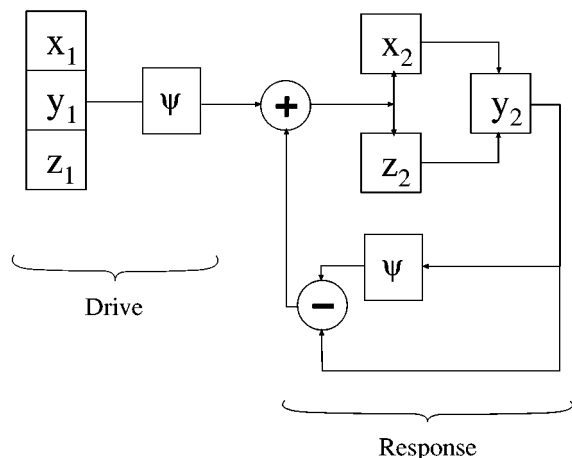 x₁
y₁
z₁
ψ
+
x₂
z₂
y₂
ψ
−
Drive
Response